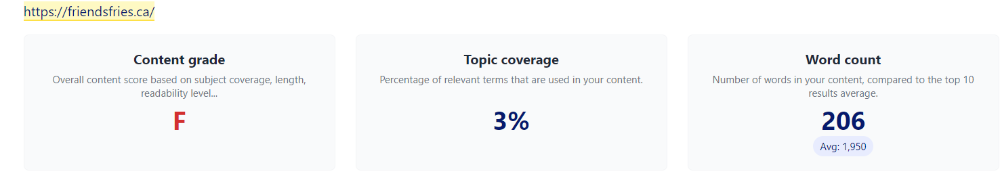 https://friendsfries.ca/
Content grade
Overall content score based on subject coverage, length,
readability level...
F
Topic coverage
Percentage of relevant terms that are used in your content.
3%
Word count
Number of words in your content, compared to the top 10
results average.
206
Avg: 1,950